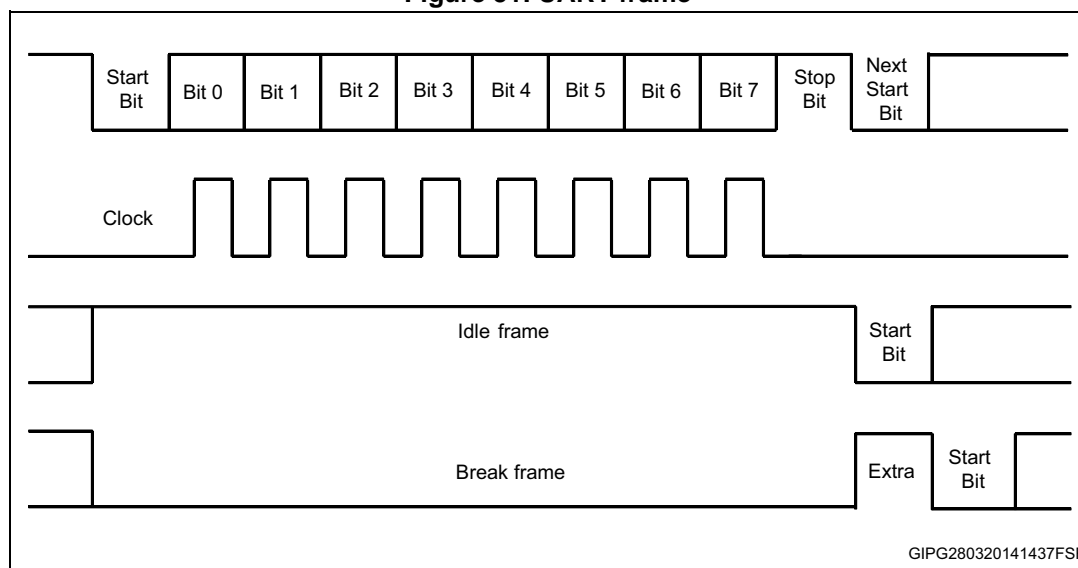 Start Bit
Bit 0
Bit 1
Bit 2
Bit 3
Bit 4
Bit 5
Bit 6
Bit 7
Stop Bit
Next Start Bit
Clock
Idle frame
Start Bit
Break frame
Extra
Start Bit